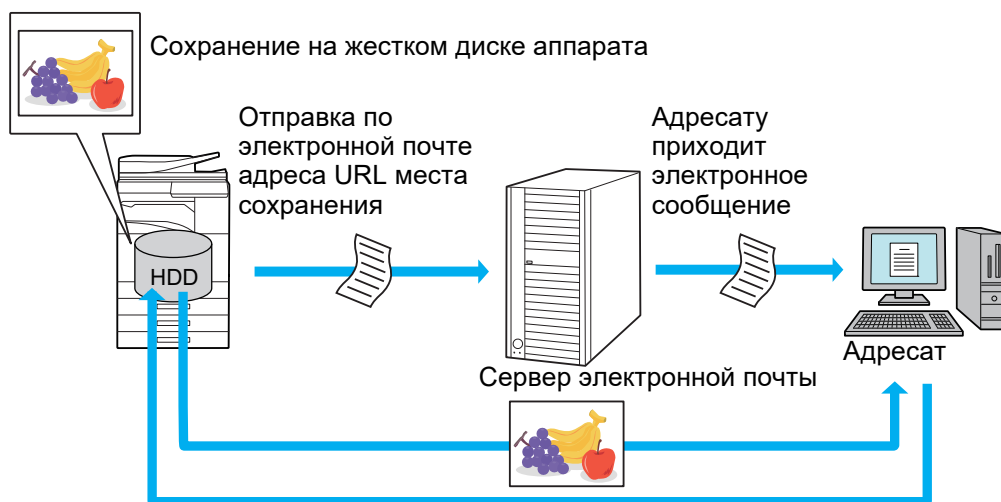 Сохранение на жестком диске аппарата
Отправка по
электронной почте
адреса URL места
сохранения
Адресату
приходит
электронное
сообщение
HDD
Адресат
Сервер электронной почты